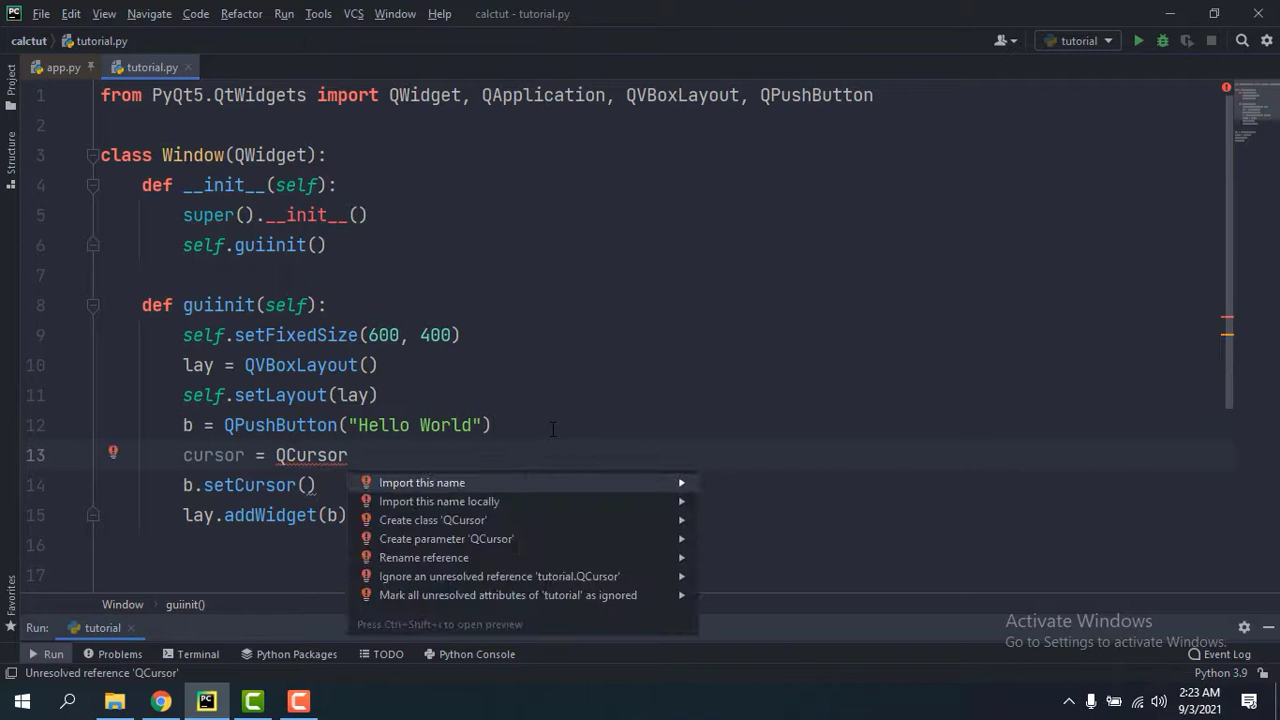 File Edit View Navigate Code Refactor Run Tools VCS Window Help calctut - tutorial.py
calctut tutorial.py tutorial
app.py tutorial.py
Project
Structure
Favorites
1 from PyQt5.QtWidgets import QWidget, QApplication, QVBoxLayout, QPushButton
2
3 class Window(QWidget):
4 def __init__(self):
5 super().__init__()
6 self.guiinit()
7
8 def guiinit(self):
9 self.setFixedSize(600, 400)
10 lay = QVBoxLayout()
11 self.setLayout(lay)
12 b = QPushButton("Hello World")
13 cursor = QCursor
14 b.setCursor()
15 lay.addWidget(b)
16
17
Import this name
Import this name locally
Create class 'QCursor'
Create parameter 'QCursor'
Rename reference
Ignore an unresolved reference 'tutorial.QCursor'
Mark all unresolved attributes of 'tutorial' as ignored
Press Ctrl+Shift+I to open preview
Window guiinit()
Activate Windows
Go to Settings to activate Windows.
Run: tutorial
Run Problems Terminal Python Packages TODO Python Console Event Log
Unresolved reference 'QCursor' Python 3.9
PC
2:23 AM
9/3/2021